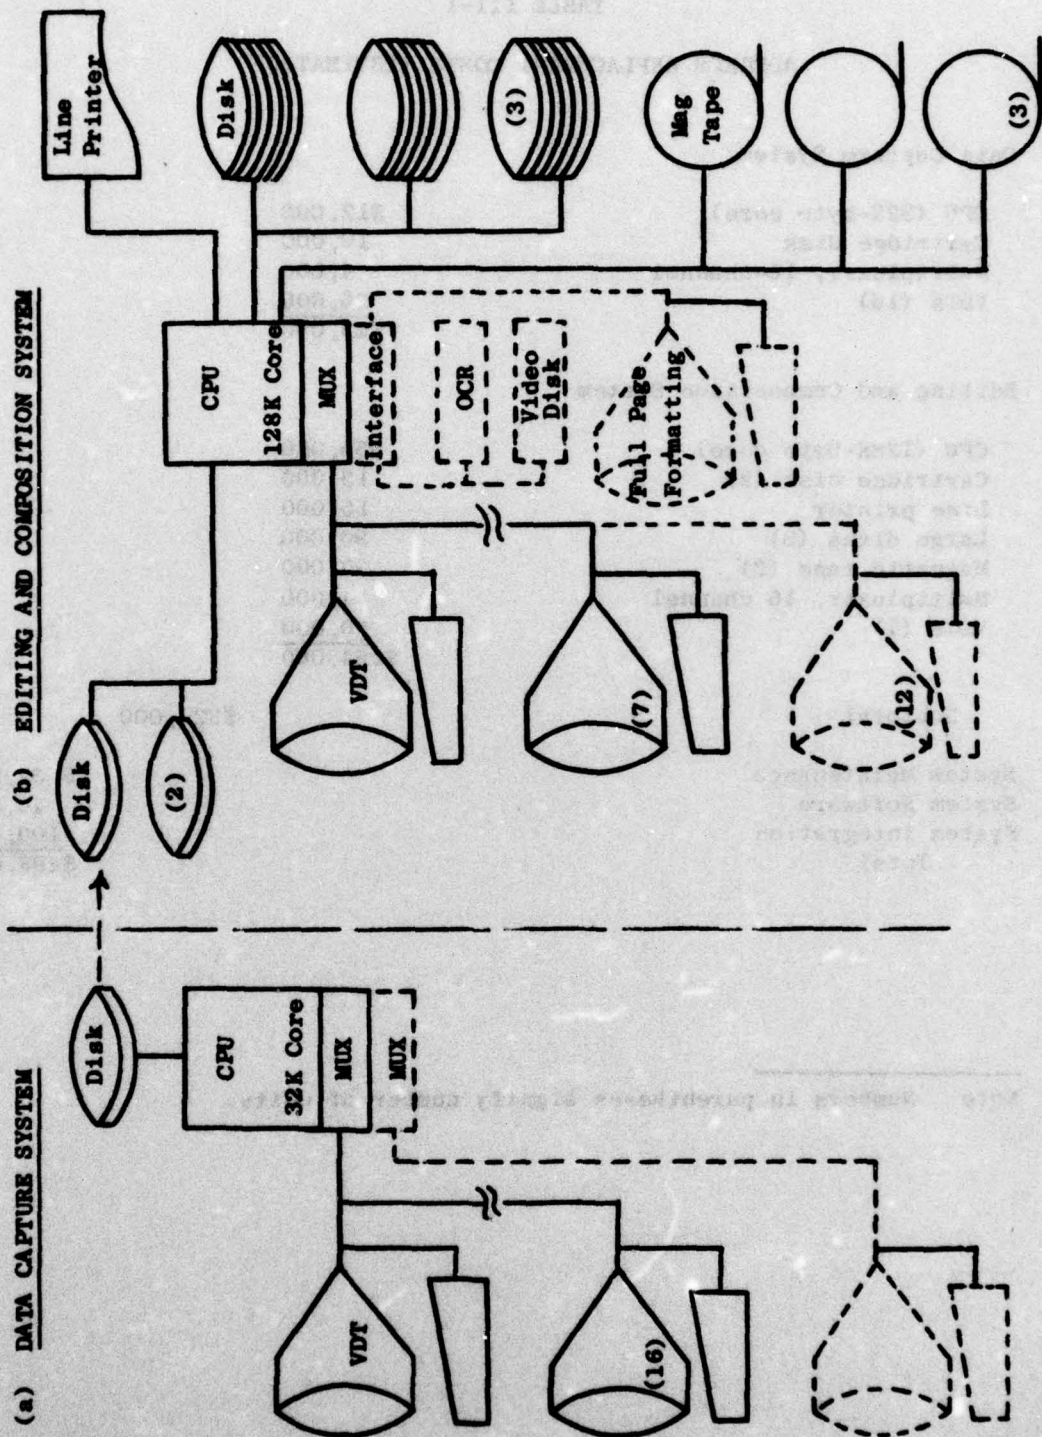 (a) DATA CAPTURE SYSTEM
Disk
CPU
32K Core
MUX
MUX
VDT
(16)
(b) EDITING AND COMPOSITION SYSTEM
Disk
(2)
CPU
128K Core
MUX
Interface
OCR
Video
Disk
Full Page
Formatting
VDT
(7)
(12)
Line
Printer
Disk
(3)
Mag
Tape
(3)